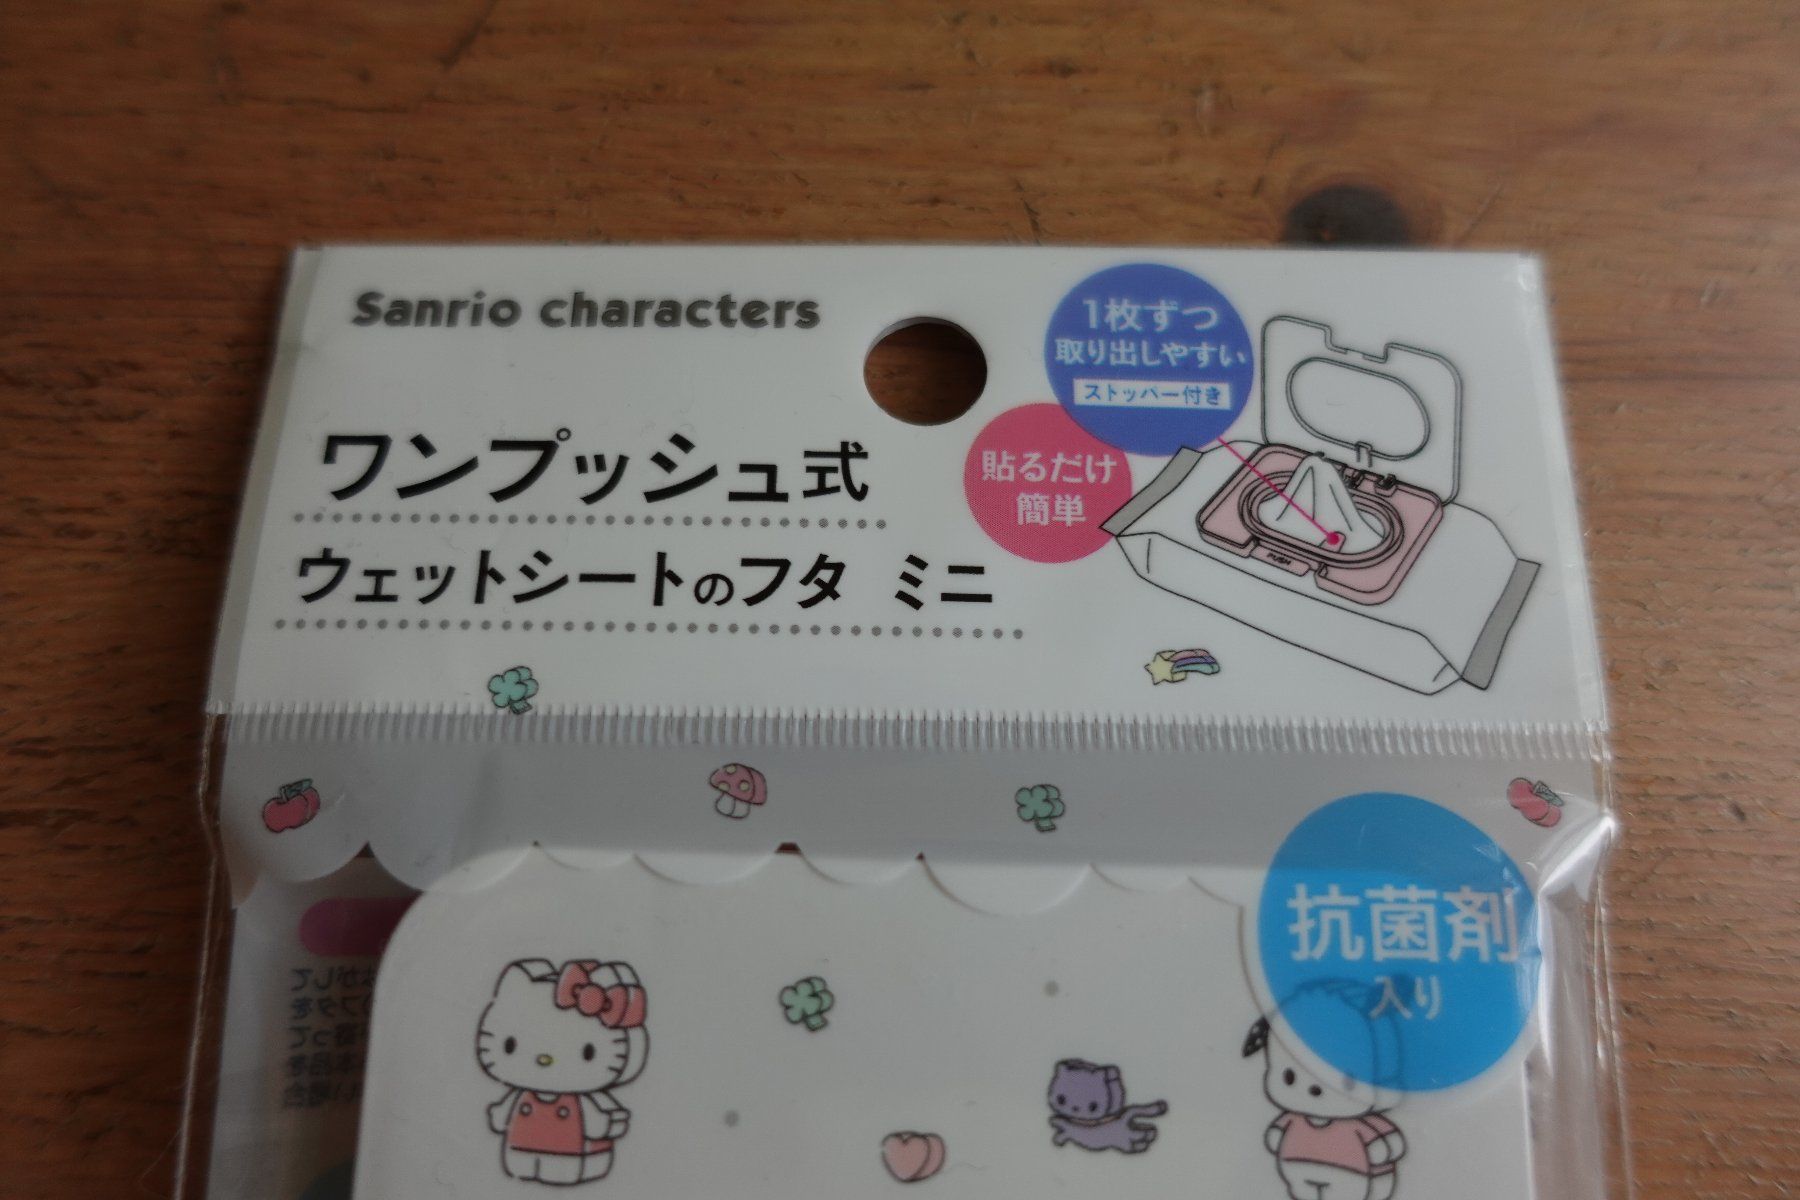 Sanrio characters
1枚ずつ
取り出しやすい
ストッパー付き
ワンプッシュ式
貼るだけ
簡単
ウェットシートのフタ ミニ
PUSH
抗菌剤
入り